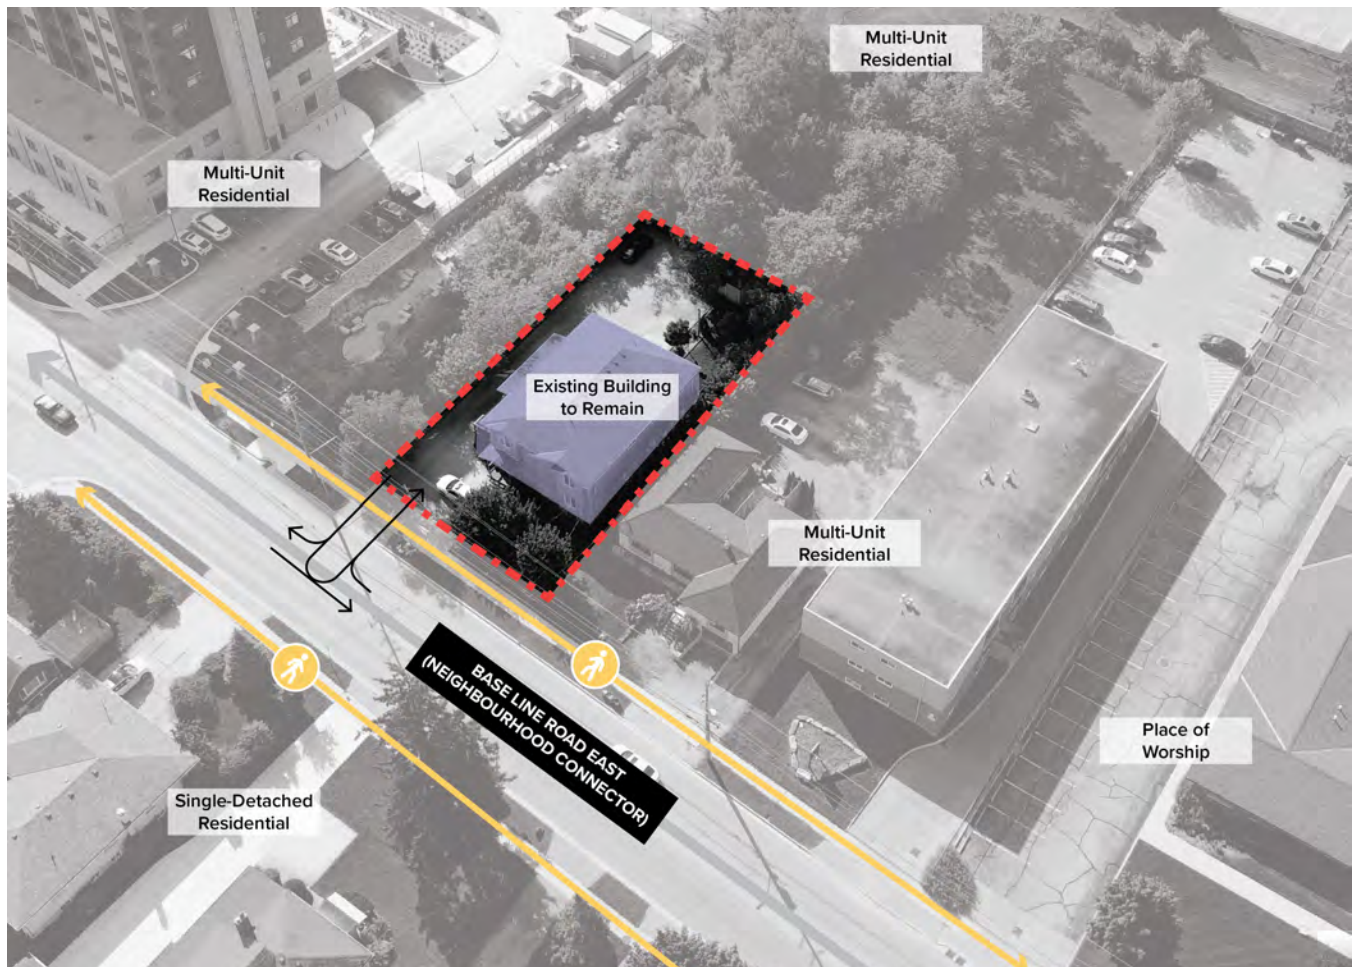 Multi-Unit
Residential
Multi-Unit
Residential
Existing Building
to Remain
Multi-Unit
Residential
BASE LINE ROAD EAST
(NEIGHBOURHOOD CONNECTOR)
Place of
Worship
Single-Detached
Residential